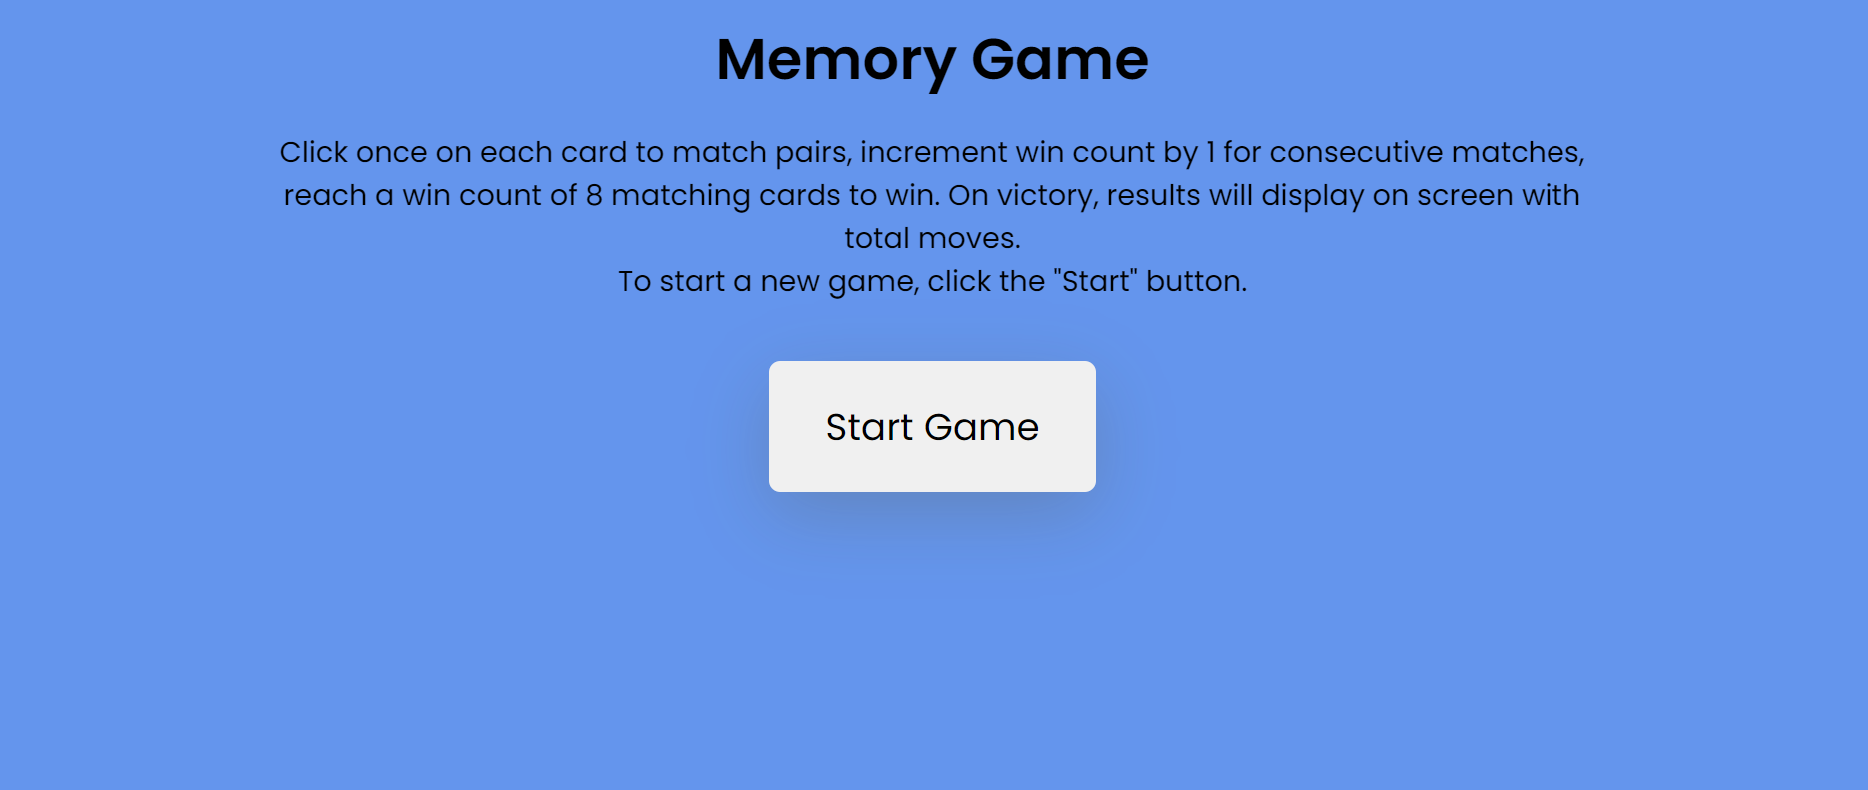 Memory Game
Click once on each card to match pairs, increment win count by 1 for consecutive matches,
reach a win count of 8 matching cards to win. On victory, results will display on screen with
total moves.
To start a new game, click the "Start" button.
Start Game